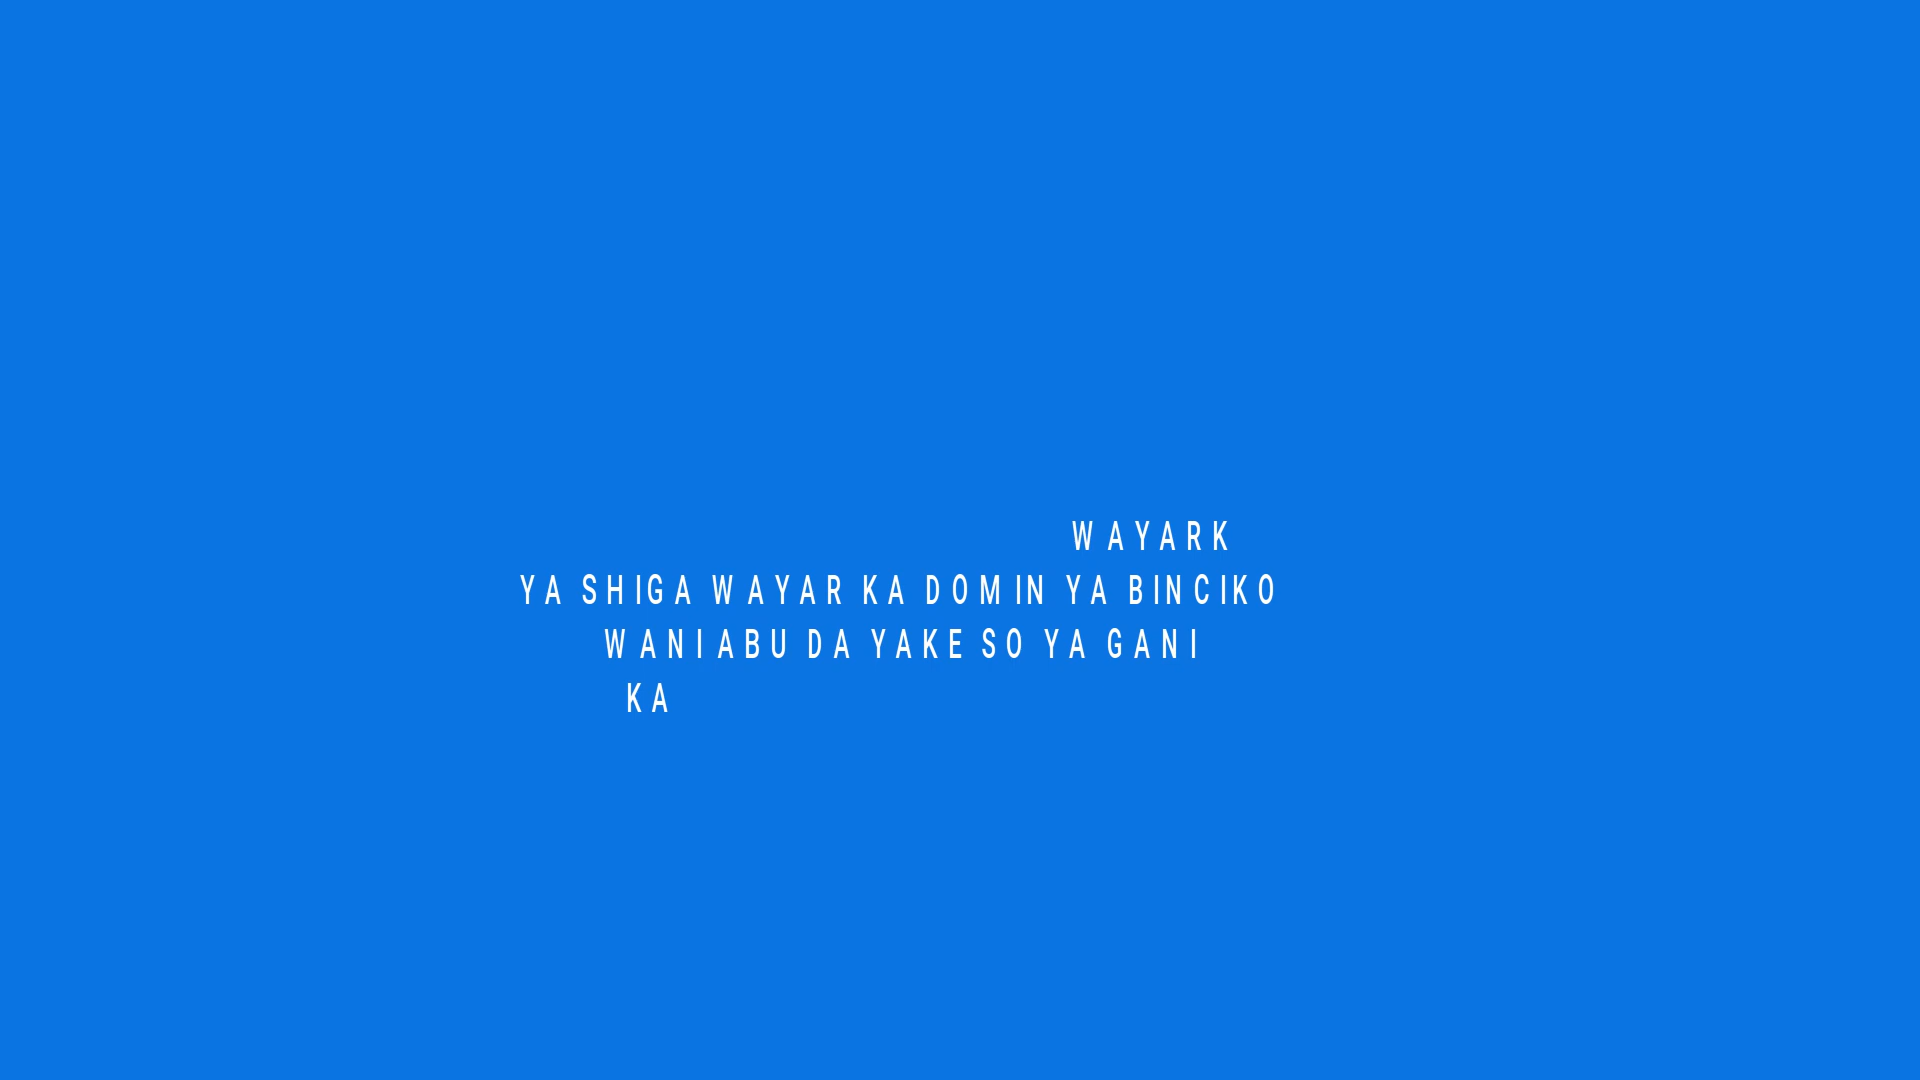 WAYARK
YA SHIGA WAYAR KA DOMIN YA BINCIKO
WANI ABU DA YAKE SO YA GANI
KA